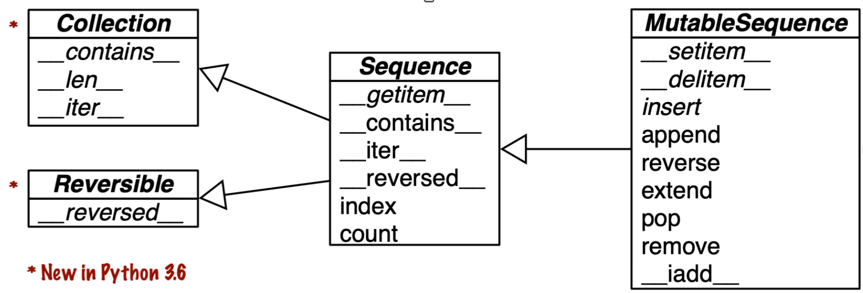 * Collection
__contains__
__len__
__iter__
* Reversible
__reversed__
* New in Python 3.6
Sequence
__getitem__
__contains__
__iter__
__reversed__
index
count
MutableSequence
__setitem__
__delitem__
insert
append
reverse
extend
pop
remove
__iadd__